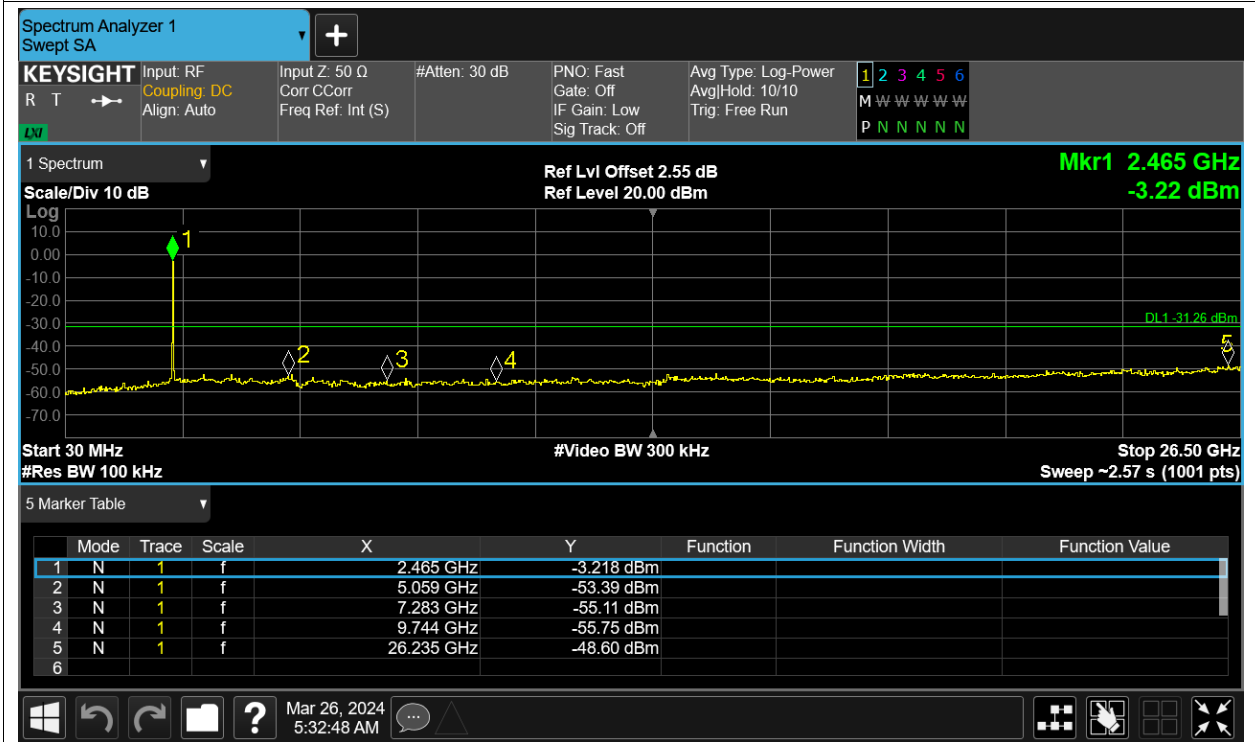 Spectrum Analyzer 1
Swept SA
+
KEYSIGHT
R T
LXI
Input: RF
Coupling: DC
Align: Auto
Input Z: 50 Ω
Corr CCorr
Freq Ref: Int (S)
#Atten: 30 dB
PNO: Fast
Gate: Off
IF Gain: Low
Sig Track: Off
Avg Type: Log-Power
Avg|Hold: 10/10
Trig: Free Run
1 2 3 4 5 6
M W W W W W
P N N N N N
1 Spectrum
Scale/Div 10 dB
Ref Lvl Offset 2.55 dB
Ref Level 20.00 dBm
Mkr1 2.465 GHz
-3.22 dBm
Log
10.0
0.00
-10.0
-20.0
-30.0
-40.0
-50.0
-60.0
-70.0
1
2
3
4
5
DL1 -31.26 dBm
Start 30 MHz
#Res BW 100 kHz
#Video BW 300 kHz
Stop 26.50 GHz
Sweep ~2.57 s (1001 pts)
5 Marker Table
Mode Trace Scale X Y Function Function Width Function Value
1 N 1 f 2.465 GHz -3.218 dBm
2 N 1 f 5.059 GHz -53.39 dBm
3 N 1 f 7.283 GHz -55.11 dBm
4 N 1 f 9.744 GHz -55.75 dBm
5 N 1 f 26.235 GHz -48.60 dBm
6
?
Mar 26, 2024
5:32:48 AM